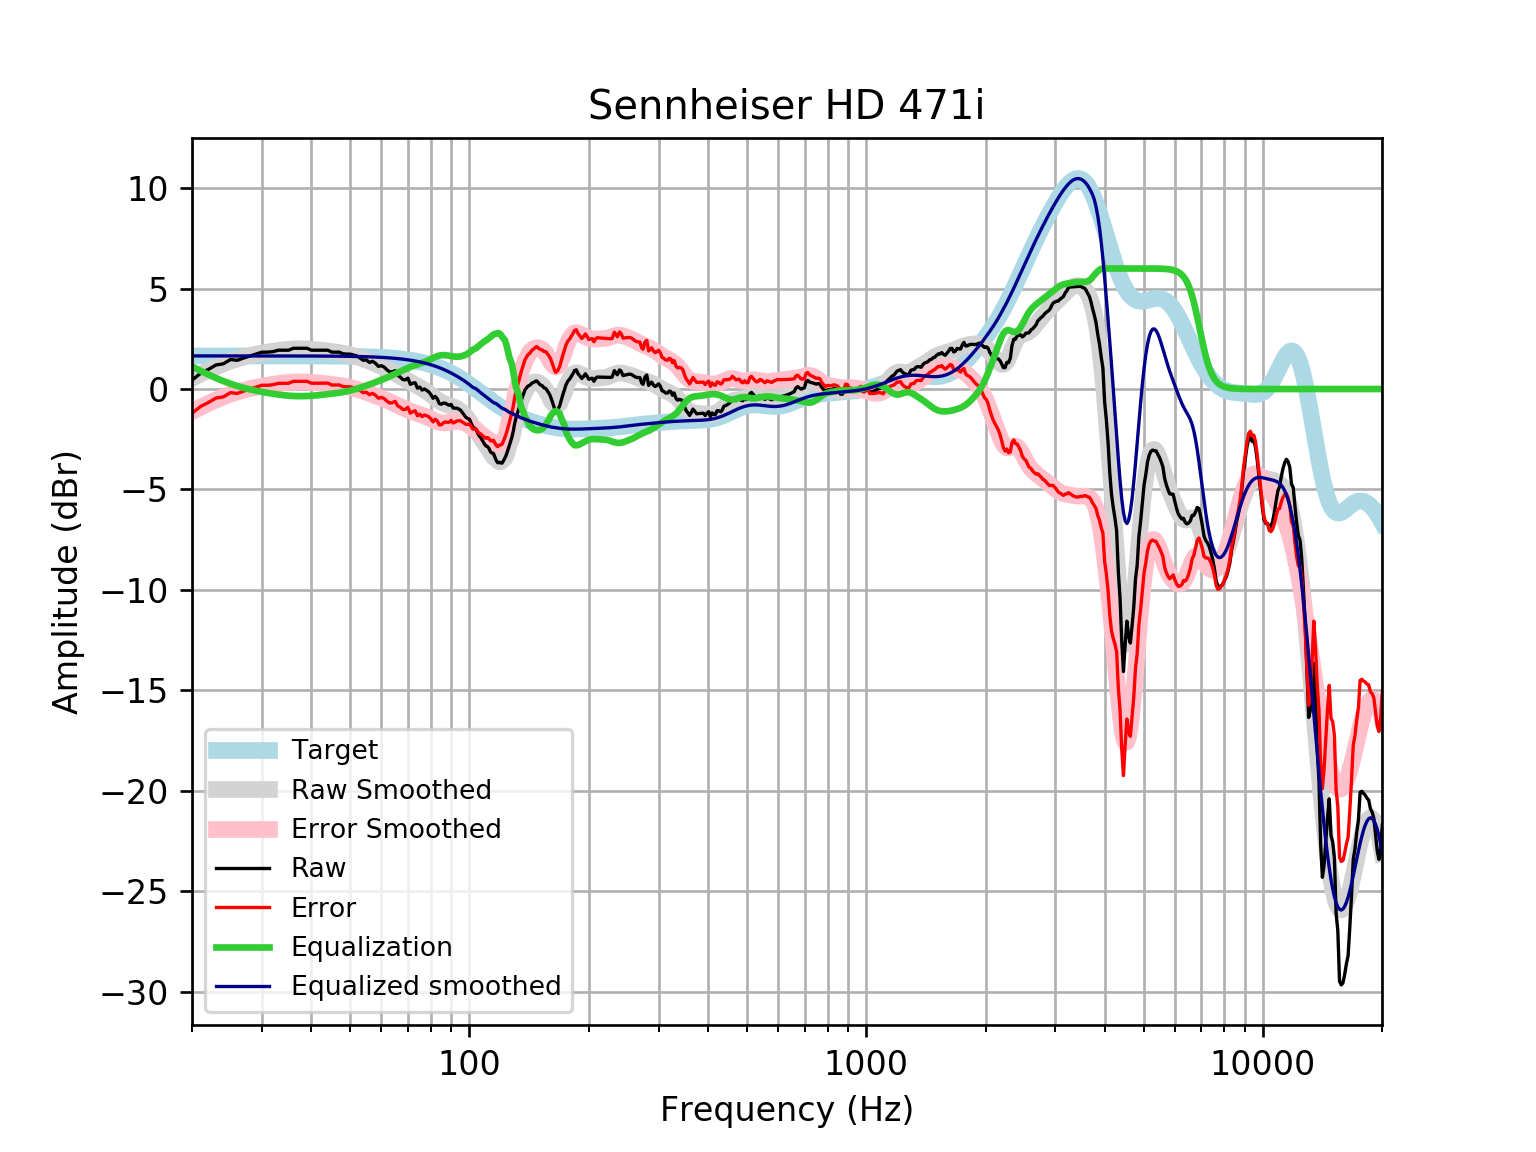 Sennheiser HD 471i
10
5
0
−5
−10
−15
−20
−25
−30
Amplitude (dBr)
Target
Raw Smoothed
Error Smoothed
Raw
Error
Equalization
Equalized smoothed
100
1000
10000
Frequency (Hz)